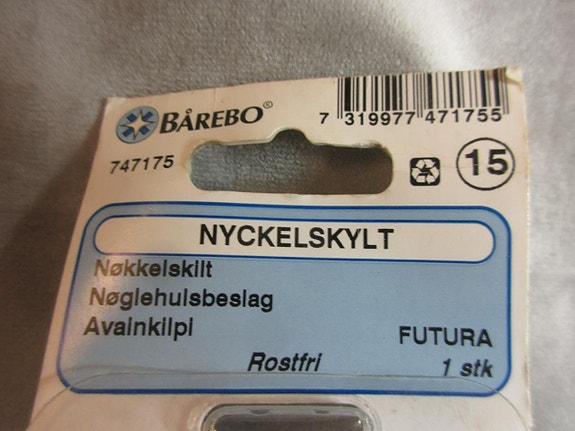 BÅREBO®
7 319977 471755
747175
15
NYCKELSKYLT
Nøkkelskilt
Nøglehulsbeslag
Avainkilpi
FUTURA
Rostfri 1 stk